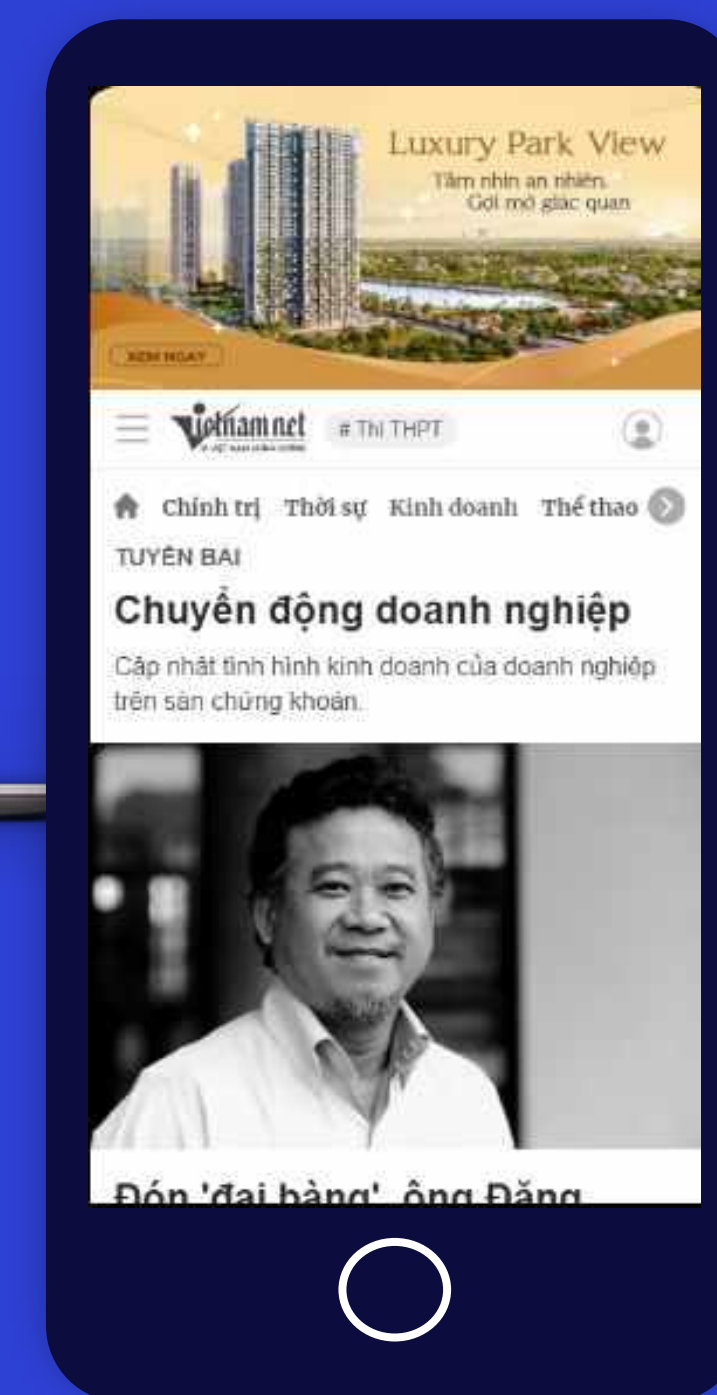 Luxury Park View
Tầm nhìn an nhiên.
Gợi mở giác quan
XEM NGAY
Vietnamnet
# Thi THPT
Chính trị Thời sự Kinh doanh Thể thao
TUYẾN BÀI
Chuyển động doanh nghiệp
Cập nhật tình hình kinh doanh của doanh nghiệp
trên sàn chứng khoán.
Đón 'đại bàng', ông Đặng